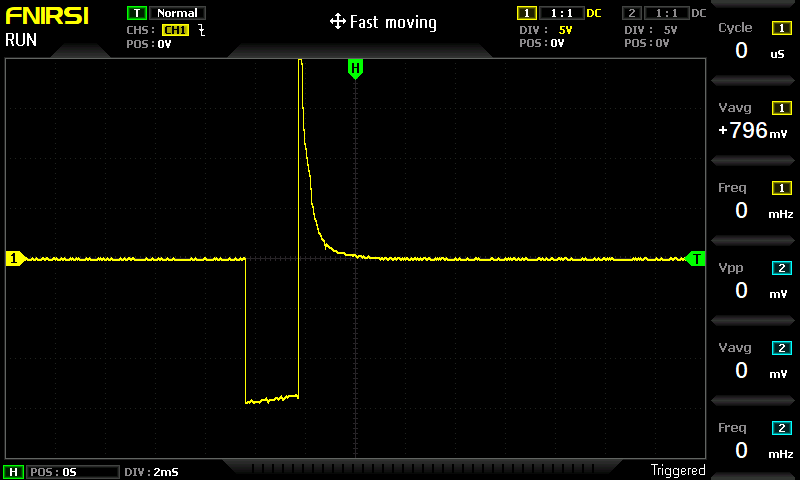 FNIRSI
RUN
T Normal
CHS: CH1
POS: 0V
Fast moving
1 1:1 DC
DIV: 5V
POS: 0V
2 1:1 DC
DIV: 5V
POS: 0V
H
1
T
Cycle 1
0 uS
Vavg 1
+796 mV
Freq 1
0 mHz
Vpp 2
0 mV
Vavg 2
0 mV
Freq 2
0 mHz
H POS: 0S DIV: 2mS
Triggered